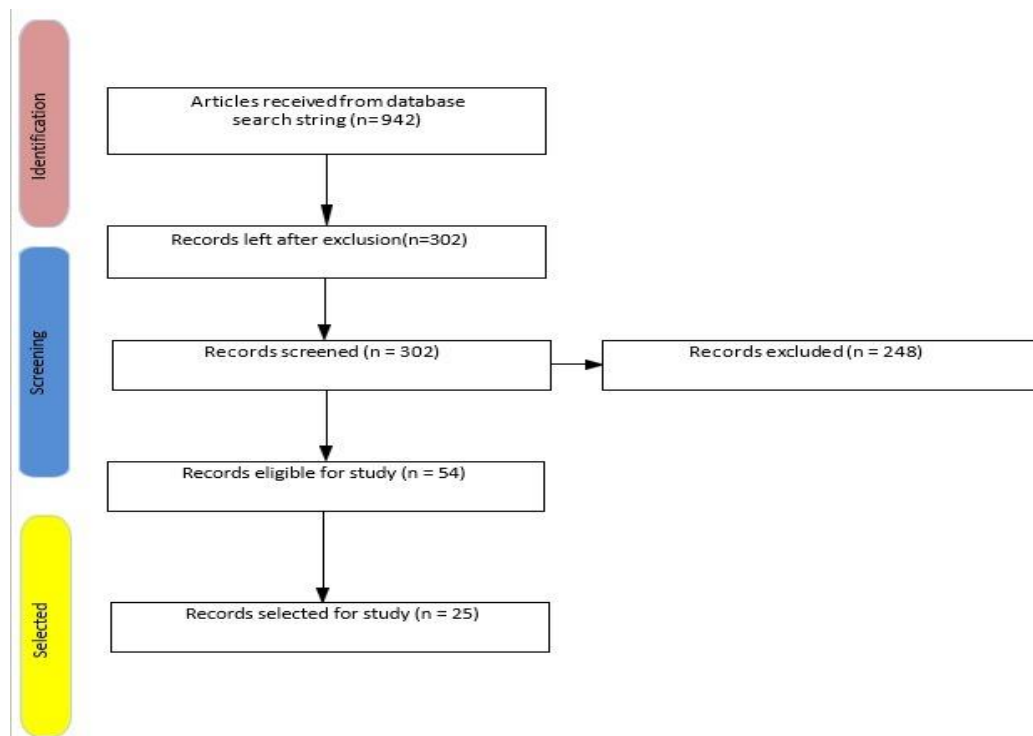 Identification
Articles received from database
search string (n=942)
Records left after exclusion(n=302)
Screening
Records screened (n = 302)
Records excluded (n = 248)
Records eligible for study (n = 54)
Selected
Records selected for study (n = 25)